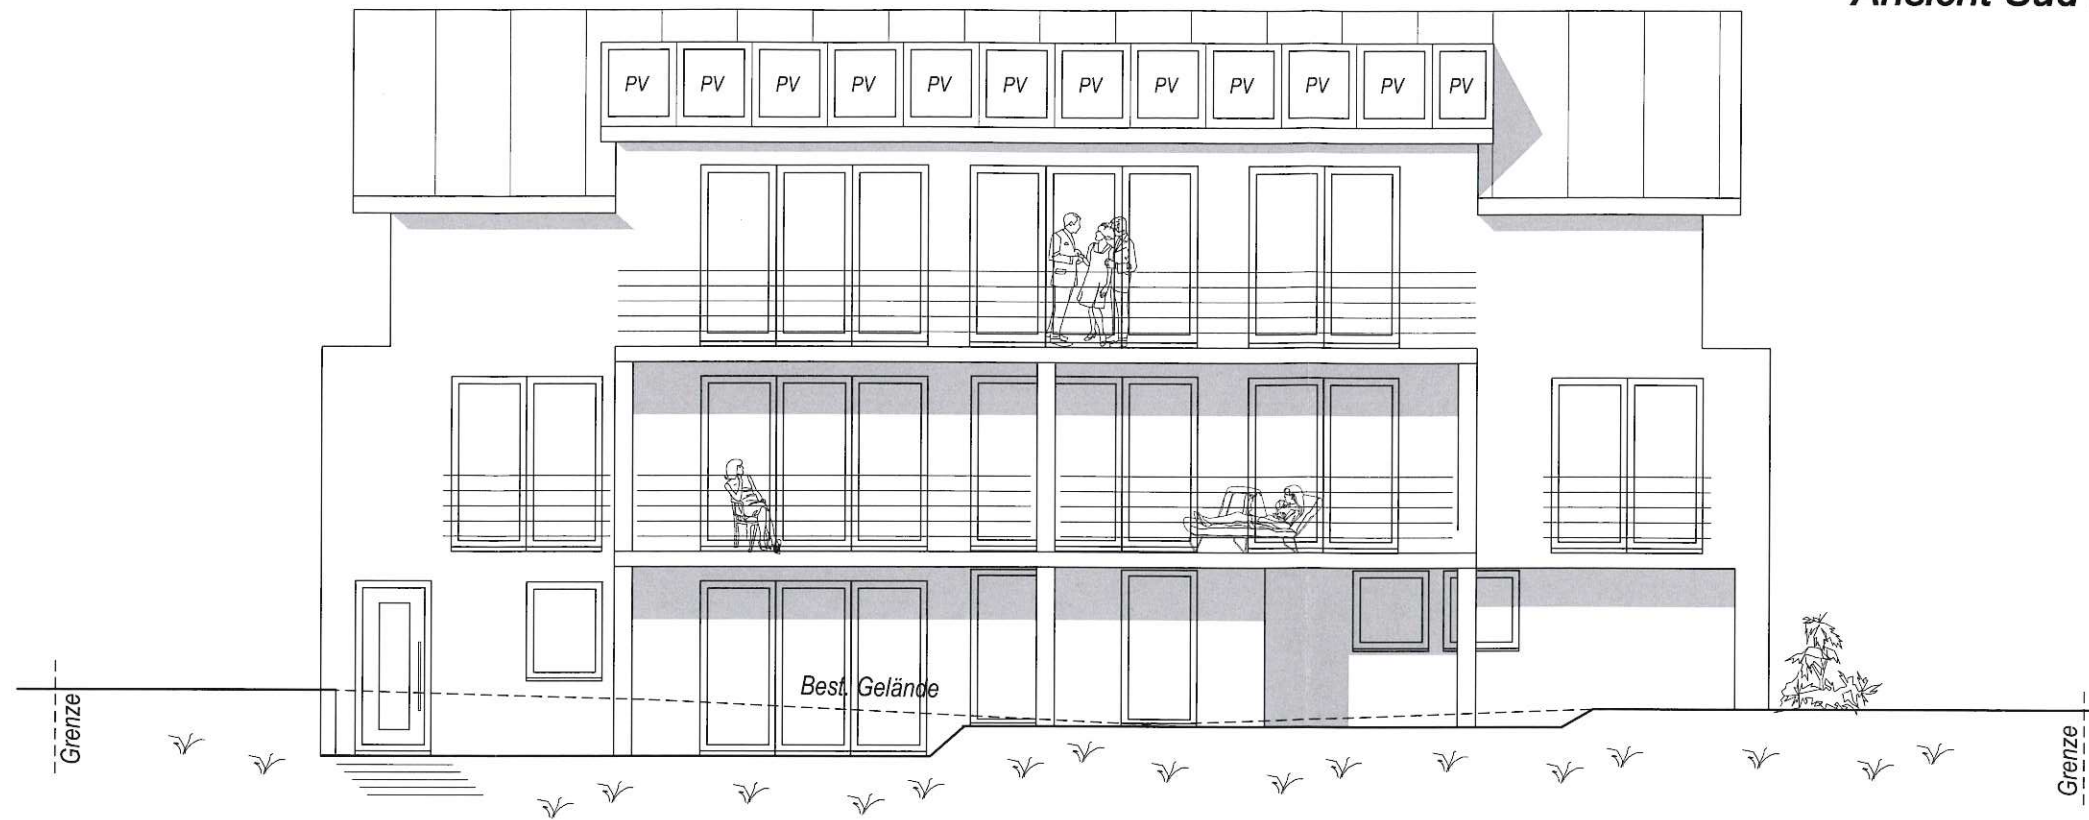 Ansicht Süd
PV PV PV PV PV PV PV PV PV PV PV PV
Best. Gelände
Grenze
Grenze